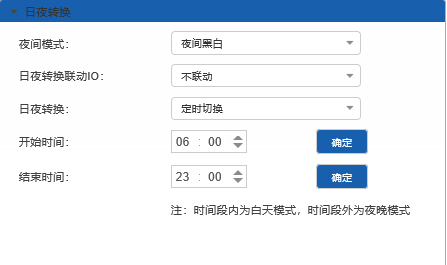 日夜转换
夜间模式: 夜间黑白
日夜转换联动IO: 不联动
日夜转换: 定时切换
开始时间: 06 : 00 确定
结束时间: 23 : 00 确定
注：时间段内为白天模式，时间段外为夜晚模式